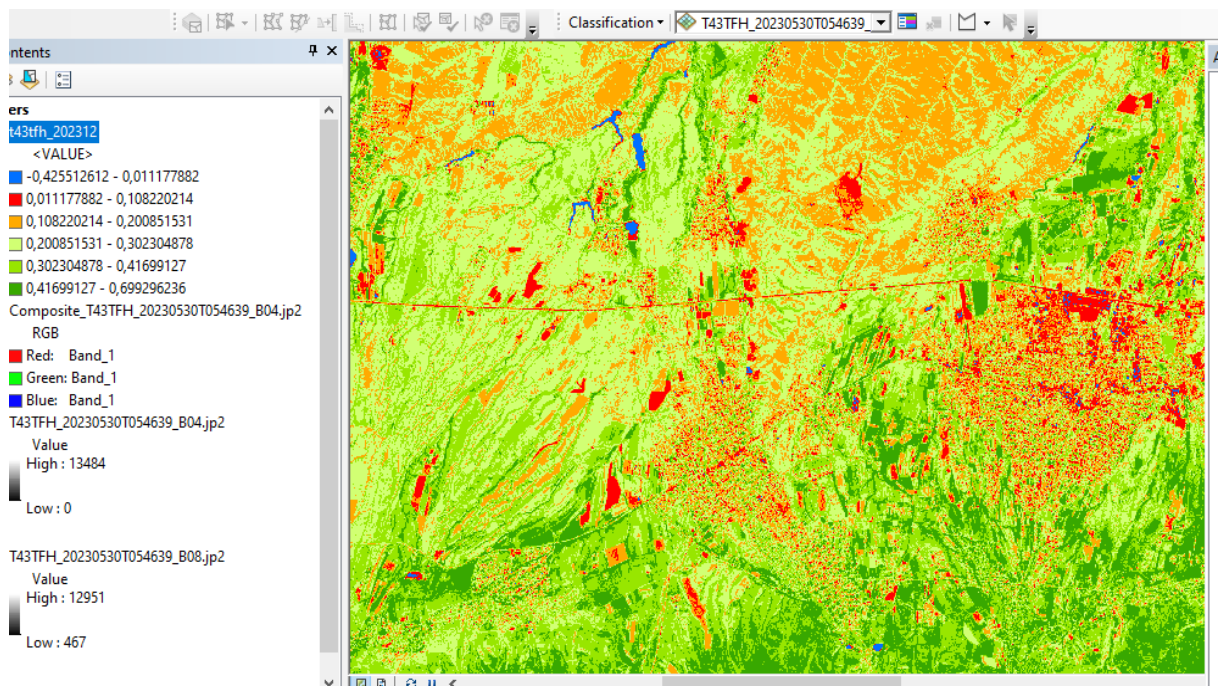 Classification
T43TFH_20230530T054639_
ontents
ers
t43tfh_202312
<VALUE>
-0,425512612 - 0,011177882
0,011177882 - 0,108220214
0,108220214 - 0,200851531
0,200851531 - 0,302304878
0,302304878 - 0,41699127
0,41699127 - 0,699296236
Composite_T43TFH_20230530T054639_B04.jp2
RGB
Red: Band_1
Green: Band_1
Blue: Band_1
T43TFH_20230530T054639_B04.jp2
Value
High : 13484
Low : 0
T43TFH_20230530T054639_B08.jp2
Value
High : 12951
Low : 467
A